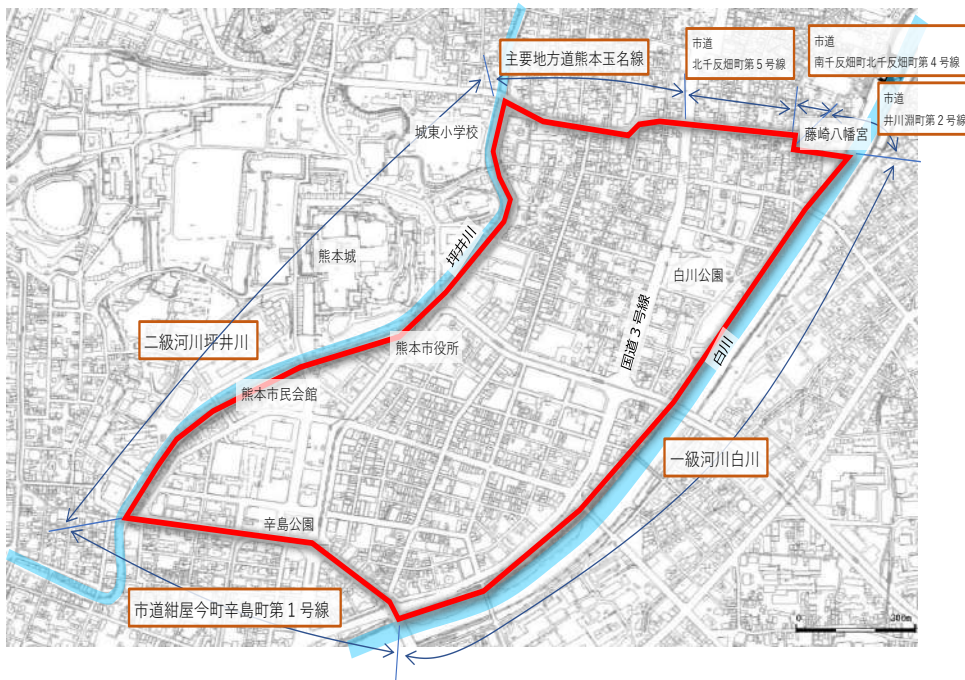 主要地方道熊本玉名線
市道
北千反畑町第５号線
市道
南千反畑町北千反畑町第４号線
市道
井川淵町第２号線
城東小学校
藤崎八幡宮
熊本城
坪井川
白川公園
国道３号線
二級河川坪井川
熊本市役所
白川
熊本市民会館
一級河川白川
辛島公園
市道紺屋今町辛島町第１号線
0
300m